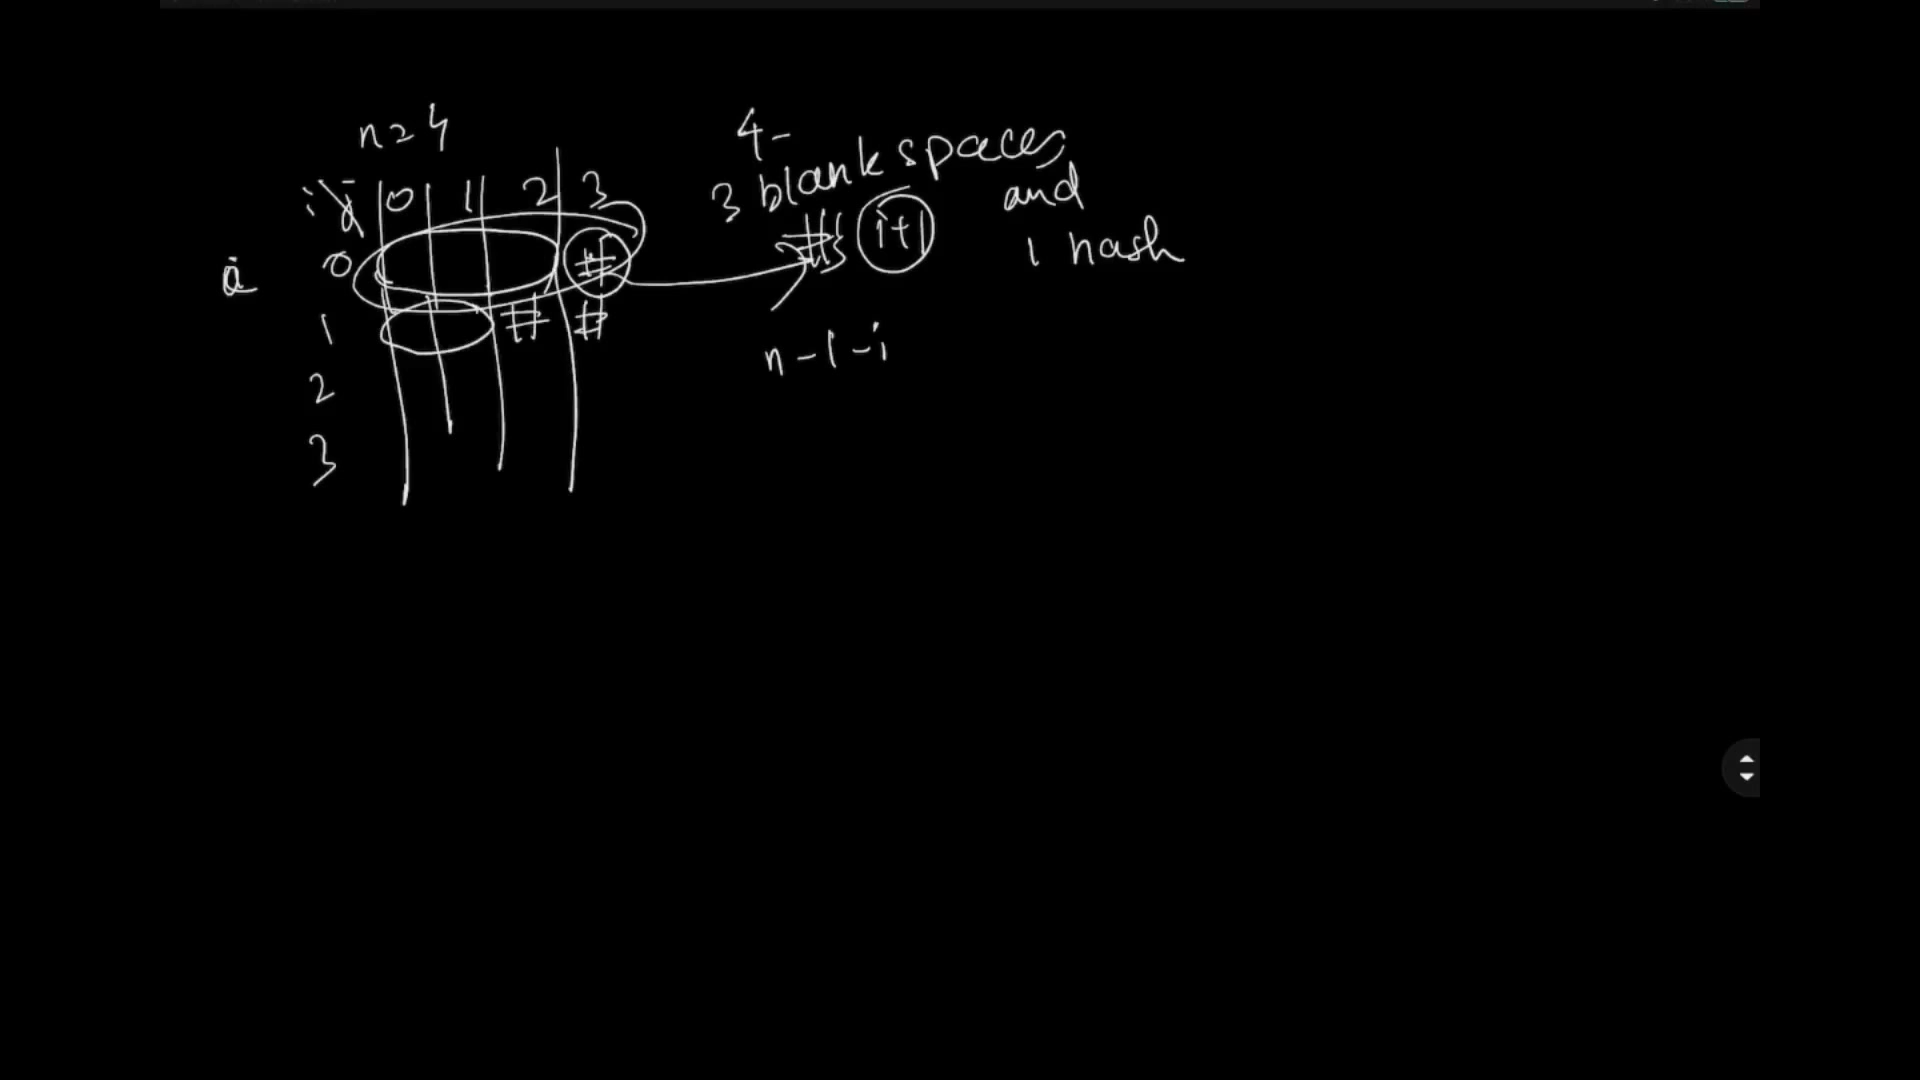 n=4
4-
3 blank spaces
and
1 hash
i\j 0 1 2 3
0 #
1 # #
2
3
#s i+1
n-1-i